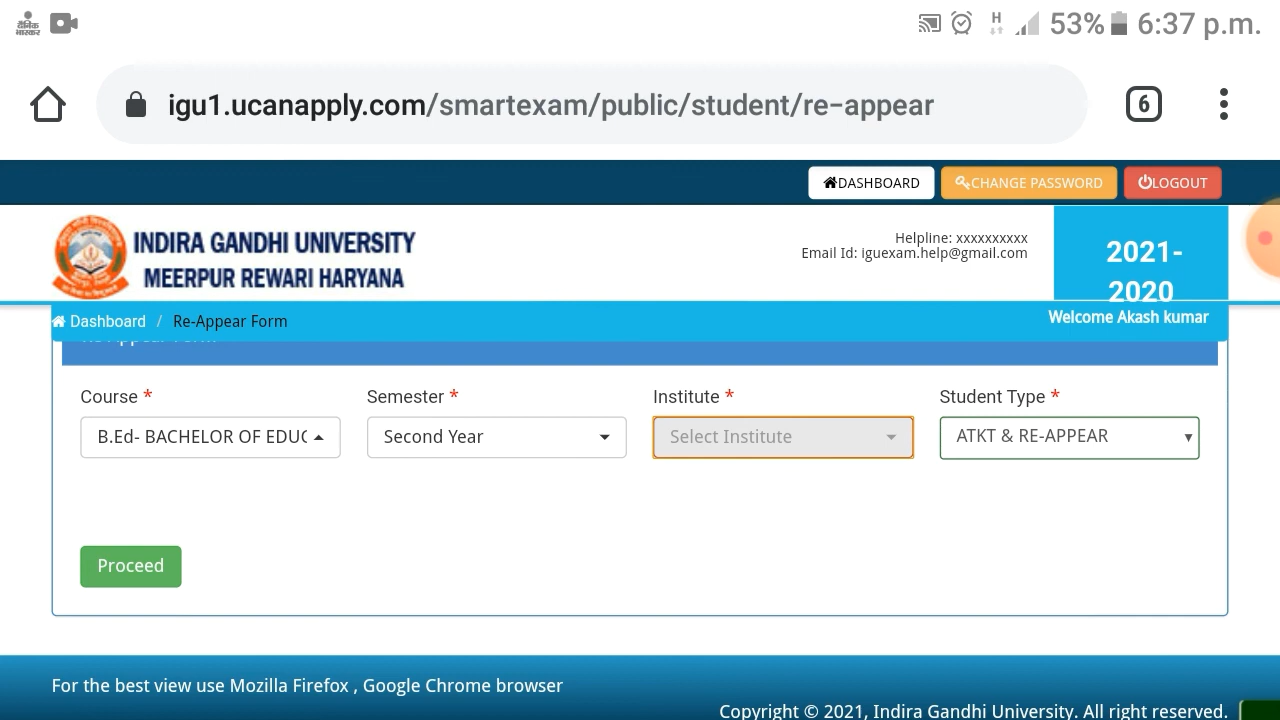 दैनिक
भास्कर
H
53%
6:37 p.m.
igu1.ucanapply.com/smartexam/public/student/re-appear
6
DASHBOARD
CHANGE PASSWORD
LOGOUT
INDIRA GANDHI UNIVERSITY
MEERPUR REWARI HARYANA
Helpline: xxxxxxxxxx
Email Id: iguexam.help@gmail.com
2021-
2020
Dashboard / Re-Appear Form
Welcome Akash kumar
Course *
Semester *
Institute *
Student Type *
B.Ed- BACHELOR OF EDUC
Second Year
Select Institute
ATKT & RE-APPEAR
Proceed
For the best view use Mozilla Firefox , Google Chrome browser
Copyright © 2021, Indira Gandhi University. All right reserved.